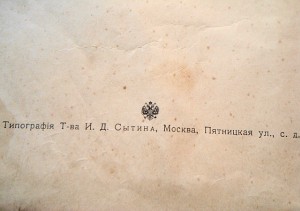 Типографія Т-ва И. Д. Сытина, Москва, Пятницкая ул., с. д.